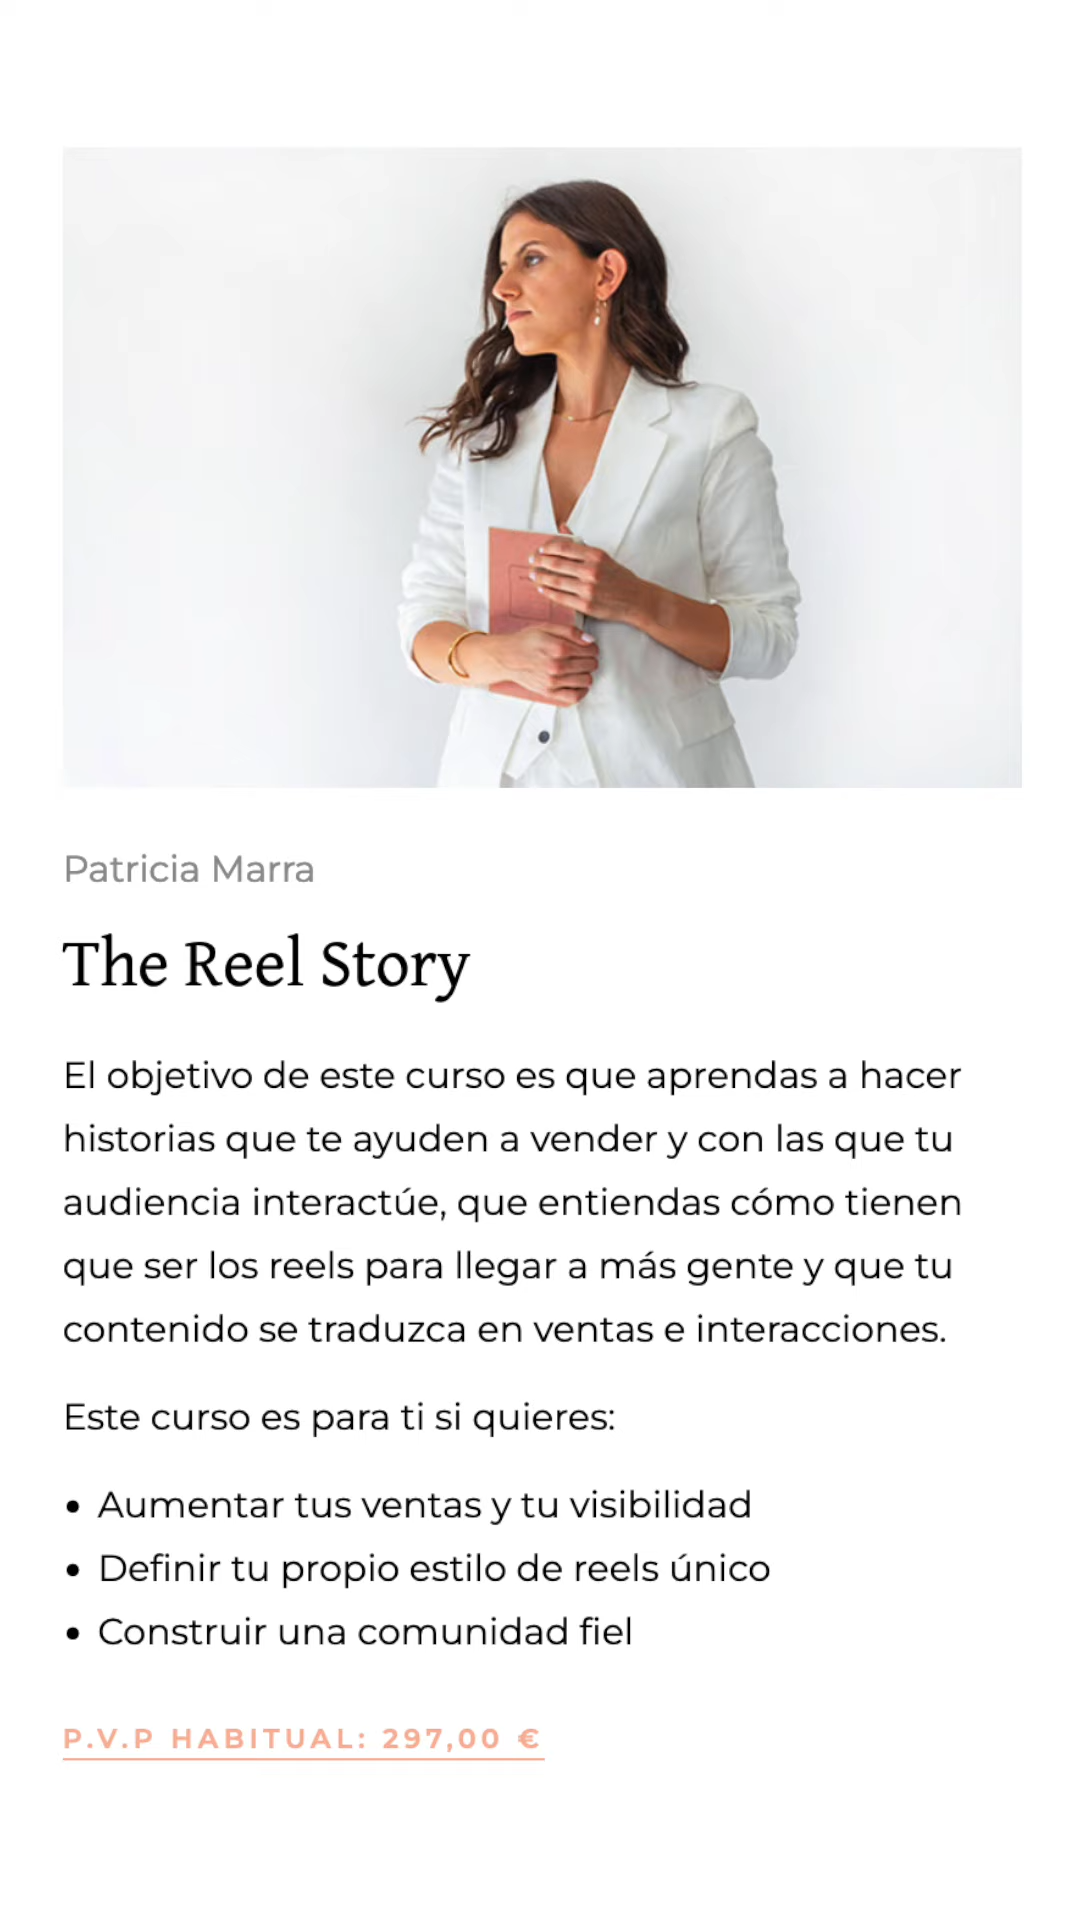 Patricia Marra
The Reel Story
El objetivo de este curso es que aprendas a hacer
historias que te ayuden a vender y con las que tu
audiencia interactúe, que entiendas cómo tienen
que ser los reels para llegar a más gente y que tu
contenido se traduzca en ventas e interacciones.
Este curso es para ti si quieres:
• Aumentar tus ventas y tu visibilidad
• Definir tu propio estilo de reels único
• Construir una comunidad fiel
P.V.P HABITUAL: 297,00 €